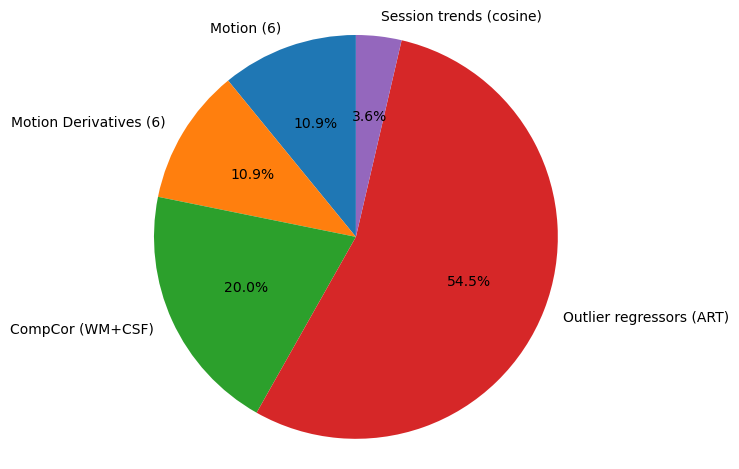 Session trends (cosine)
Motion (6)
3.6%
10.9%
Motion Derivatives (6)
10.9%
20.0%
54.5%
CompCor (WM+CSF)
Outlier regressors (ART)